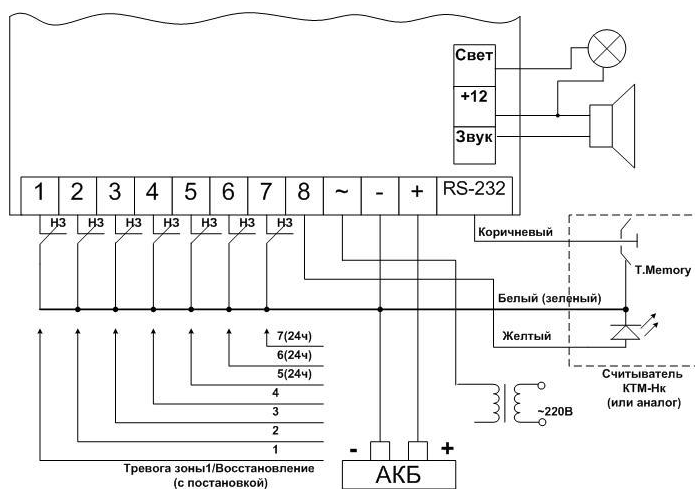 Свет
+12
Звук
1 2 3 4 5 6 7 8 ~ - + RS-232
НЗ НЗ НЗ НЗ НЗ НЗ НЗ
Коричневый
T.Memory
Белый (зеленый)
Желтый
7(24ч)
6(24ч)
5(24ч)
4
3
2
1
Считыватель
КТМ-Нк
(или аналог)
~220В
Тревога зоны1/Восстановление
(с постановкой)
- +
АКБ